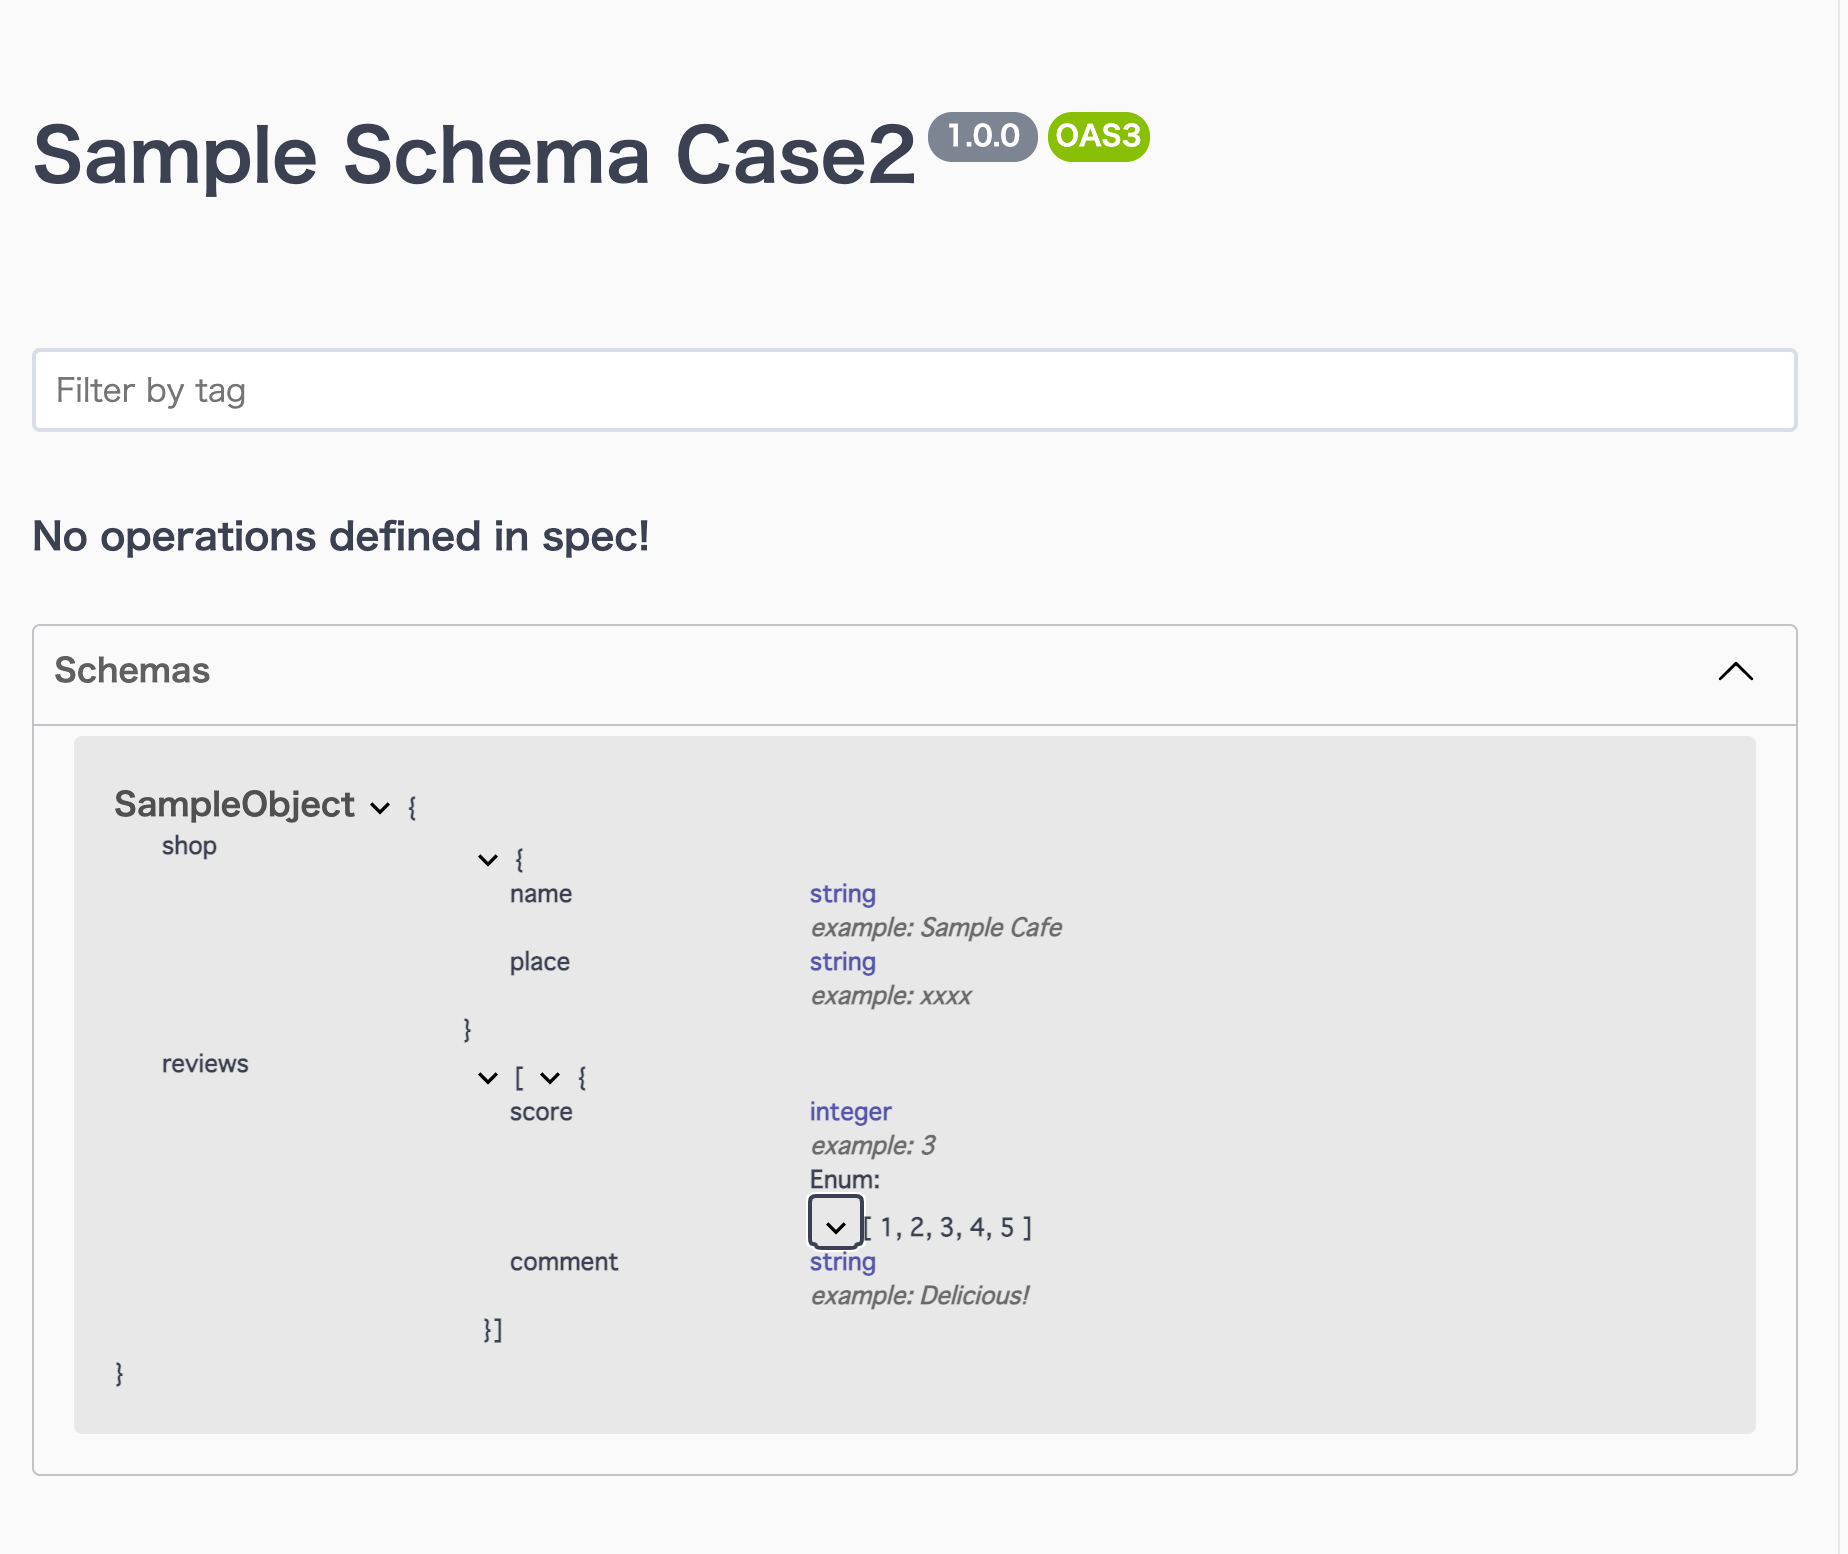 Sample Schema Case2 1.0.0 OAS3
Filter by tag
No operations defined in spec!
Schemas
SampleObject {
shop
{
name string
example: Sample Cafe
place string
example: xxxx
}
reviews
[ {
score integer
example: 3
Enum:
[ 1, 2, 3, 4, 5 ]
comment string
example: Delicious!
}]
}